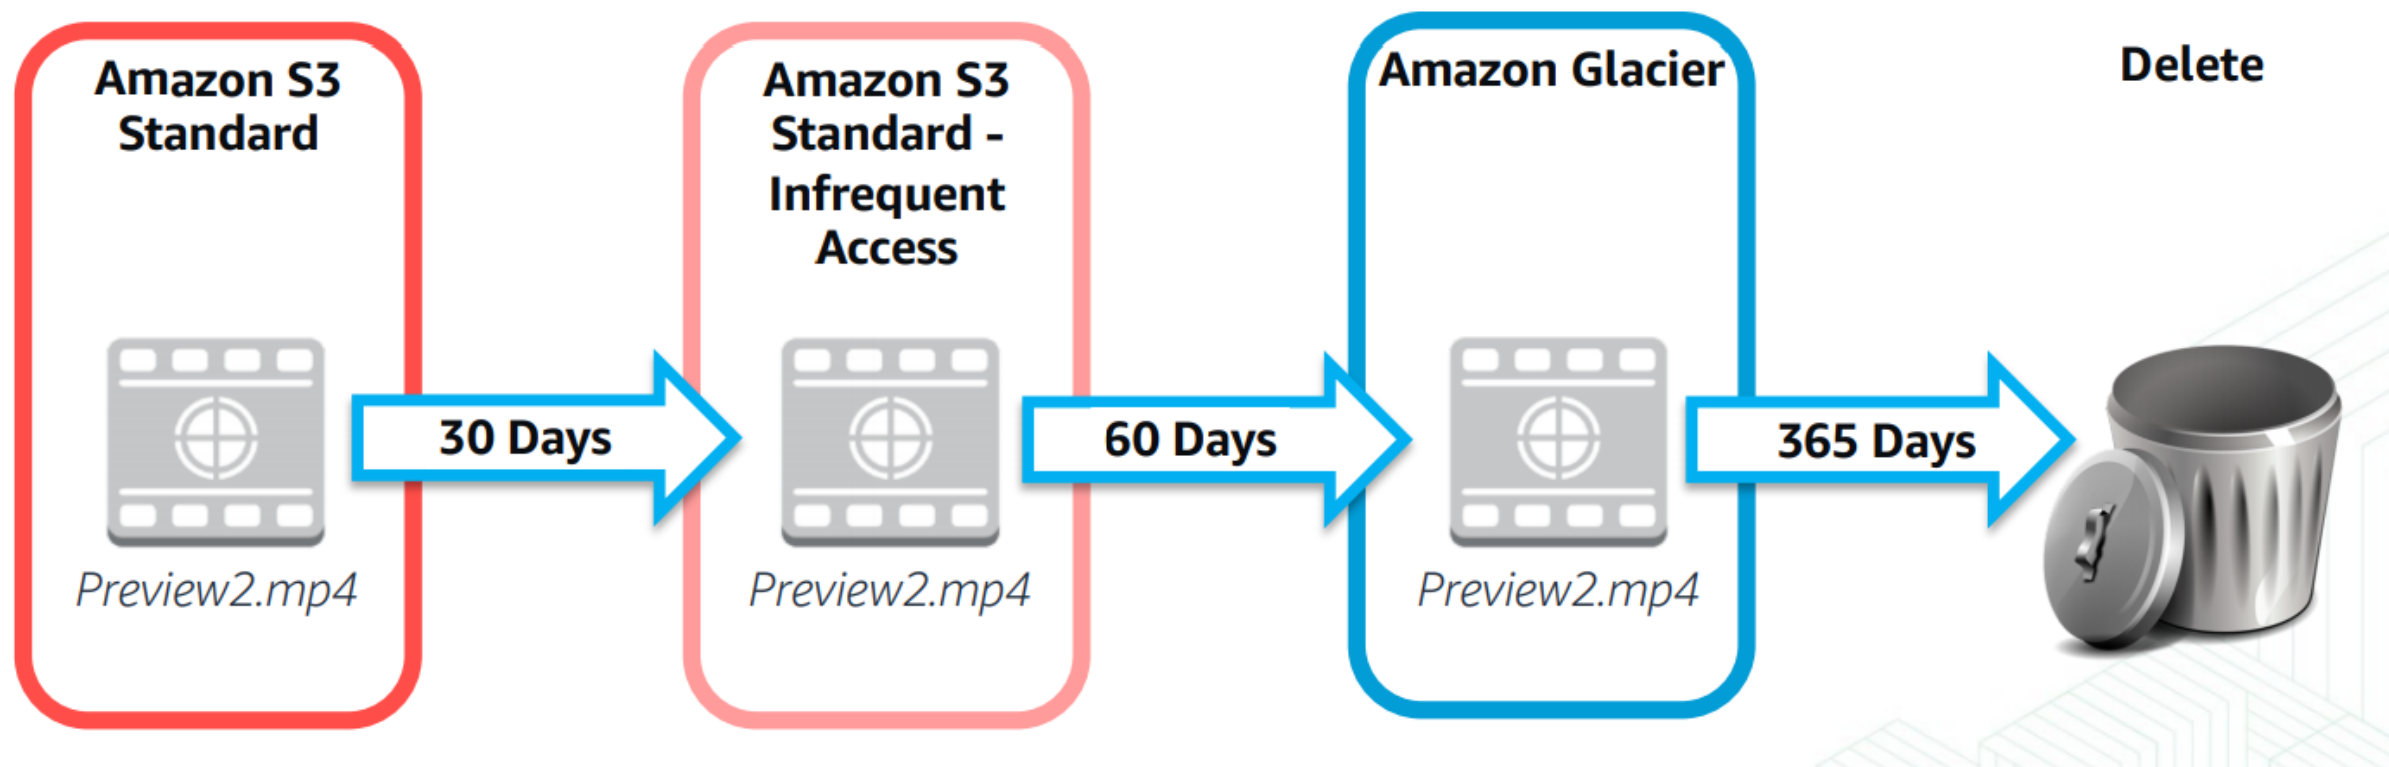 Amazon S3
Standard
Amazon S3
Standard -
Infrequent
Access
Amazon Glacier
Delete
30 Days
60 Days
365 Days
Preview2.mp4
Preview2.mp4
Preview2.mp4